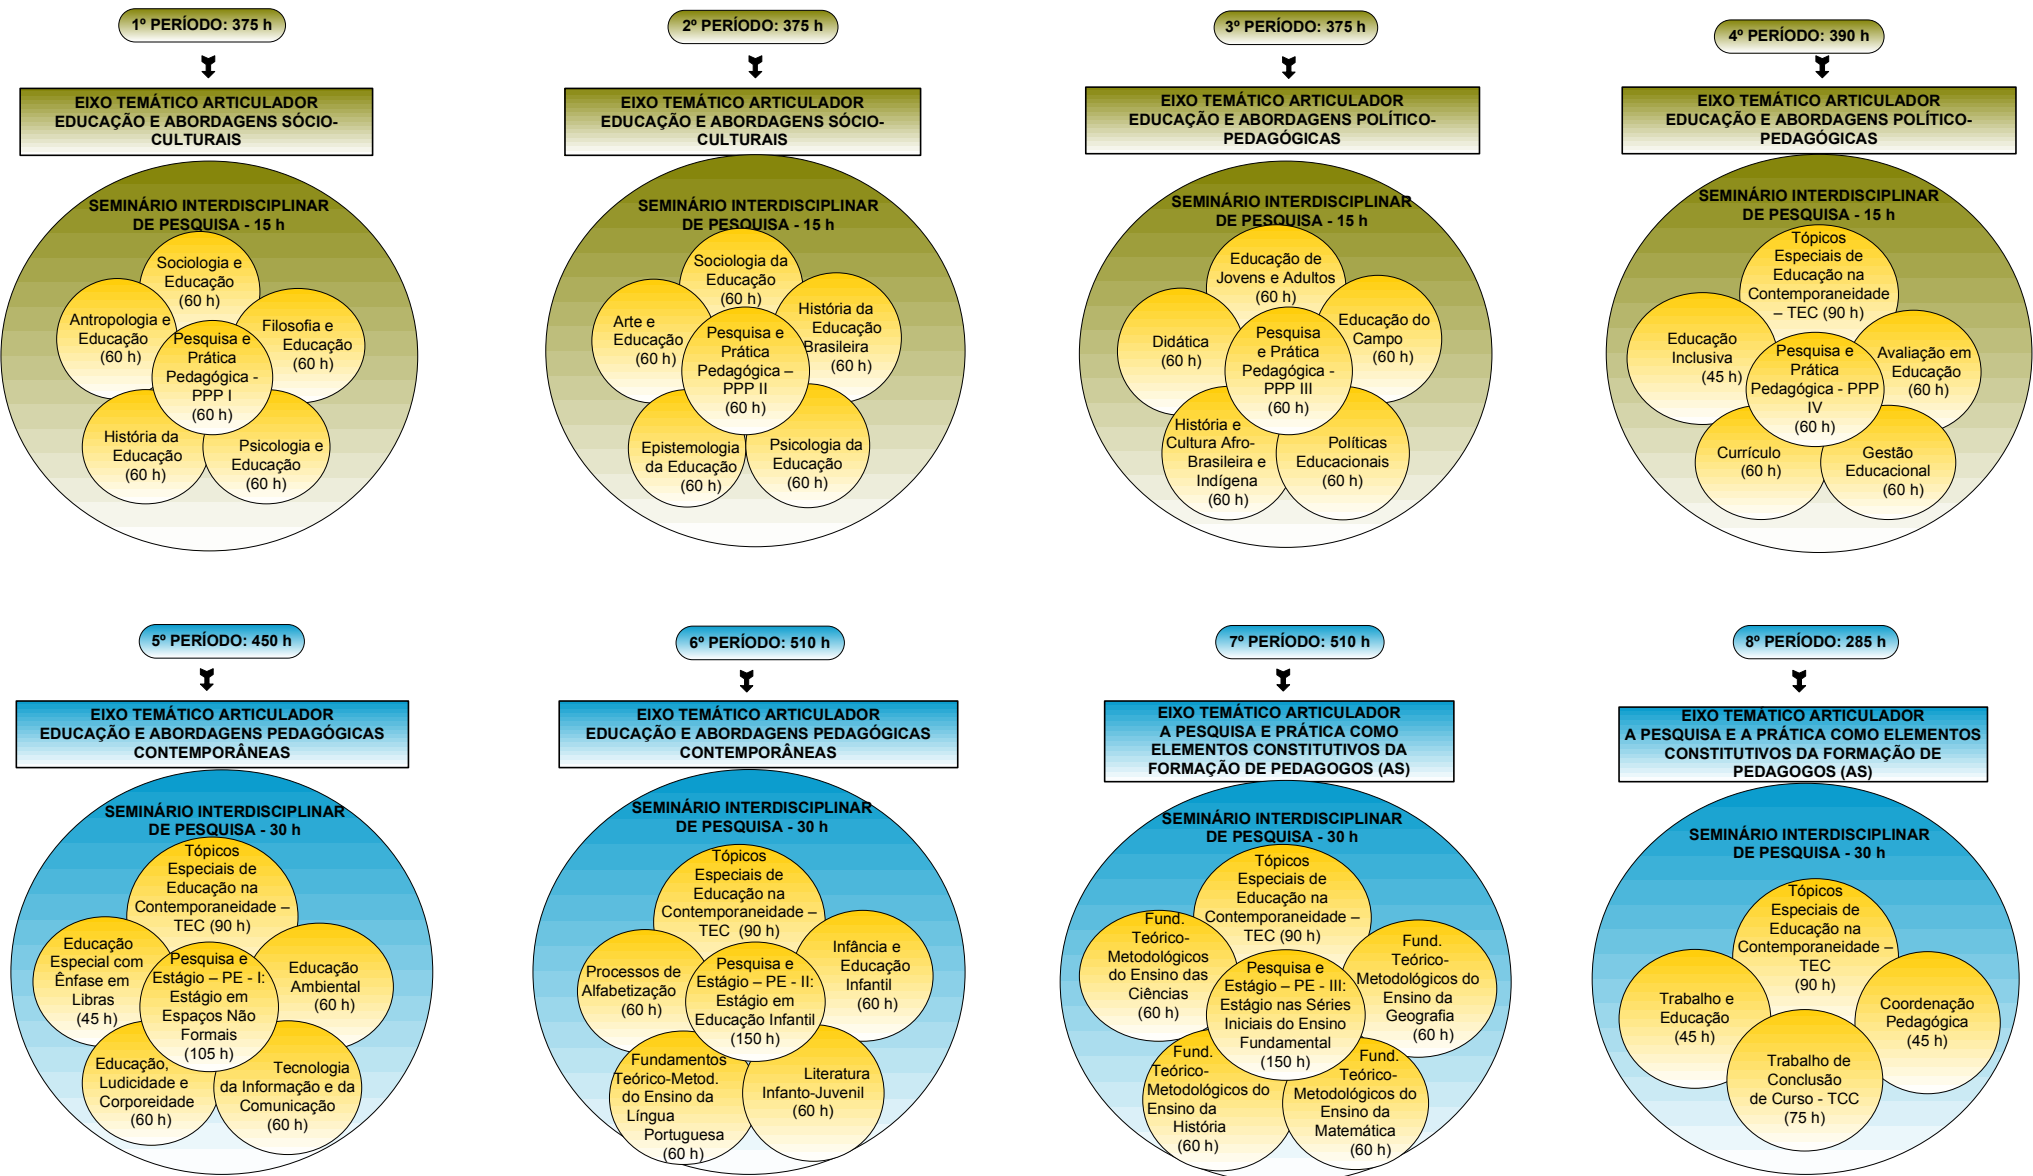 1º PERÍODO: 375 h
EIXO TEMÁTICO ARTICULADOR
EDUCAÇÃO E ABORDAGENS SÓCIO-
CULTURAIS
SEMINÁRIO INTERDISCIPLINAR
DE PESQUISA - 15 h
Sociologia e
Educação
(60 h)
Antropologia e
Educação
(60 h)
Filosofia e
Educação
(60 h)
Pesquisa e
Prática
Pedagógica -
PPP I
(60 h)
História da
Educação
(60 h)
Psicologia e
Educação
(60 h)
2º PERÍODO: 375 h
EIXO TEMÁTICO ARTICULADOR
EDUCAÇÃO E ABORDAGENS SÓCIO-
CULTURAIS
SEMINÁRIO INTERDISCIPLINAR
DE PESQUISA - 15 h
Sociologia da
Educação
(60 h)
Arte e
Educação
(60 h)
História da
Educação
Brasileira
(60 h)
Pesquisa e
Prática
Pedagógica –
PPP II
(60 h)
Epistemologia
da Educação
(60 h)
Psicologia da
Educação
(60 h)
3º PERÍODO: 375 h
EIXO TEMÁTICO ARTICULADOR
EDUCAÇÃO E ABORDAGENS POLÍTICO-
PEDAGÓGICAS
SEMINÁRIO INTERDISCIPLINAR
DE PESQUISA - 15 h
Educação de
Jovens e Adultos
(60 h)
Didática
(60 h)
Educação do
Campo
(60 h)
Pesquisa
e Prática
Pedagógica -
PPP III
(60 h)
História e
Cultura Afro-
Brasileira e
Indígena
(60 h)
Políticas
Educacionais
(60 h)
4º PERÍODO: 390 h
EIXO TEMÁTICO ARTICULADOR
EDUCAÇÃO E ABORDAGENS POLÍTICO-
PEDAGÓGICAS
SEMINÁRIO INTERDISCIPLINAR
DE PESQUISA - 15 h
Tópicos
Especiais de
Educação na
Contemporaneidade
– TEC (90 h)
Educação
Inclusiva
(45 h)
Avaliação em
Educação
(60 h)
Pesquisa e
Prática
Pedagógica - PPP
IV
(60 h)
Currículo
(60 h)
Gestão
Educacional
(60 h)
5º PERÍODO: 450 h
EIXO TEMÁTICO ARTICULADOR
EDUCAÇÃO E ABORDAGENS PEDAGÓGICAS
CONTEMPORÂNEAS
SEMINÁRIO INTERDISCIPLINAR
DE PESQUISA - 30 h
Tópicos
Especiais de
Educação na
Contemporaneidade –
TEC (90 h)
Educação
Especial com
Ênfase em
Libras
(45 h)
Pesquisa e
Estágio – PE - I:
Estágio em
Espaços Não
Formais
(105 h)
Educação
Ambiental
(60 h)
Educação,
Ludicidade e
Corporeidade
(60 h)
Tecnologia
da Informação e da
Comunicação
(60 h)
6º PERÍODO: 510 h
EIXO TEMÁTICO ARTICULADOR
EDUCAÇÃO E ABORDAGENS PEDAGÓGICAS
CONTEMPORÂNEAS
SEMINÁRIO INTERDISCIPLINAR
DE PESQUISA - 30 h
Tópicos
Especiais de
Educação na
Contemporaneidade –
TEC (90 h)
Processos de
Alfabetização
(60 h)
Pesquisa e
Estágio – PE - II:
Estágio em
Educação Infantil
(150 h)
Infância e
Educação
Infantil
(60 h)
Fundamentos
Teórico-Metod.
do Ensino da
Língua
Portuguesa
(60 h)
Literatura
Infanto-Juvenil
(60 h)
7º PERÍODO: 510 h
EIXO TEMÁTICO ARTICULADOR
A PESQUISA E PRÁTICA COMO
ELEMENTOS CONSTITUTIVOS DA
FORMAÇÃO DE PEDAGOGOS (AS)
SEMINÁRIO INTERDISCIPLINAR
DE PESQUISA - 30 h
Tópicos
Especiais de
Educação na
Contemporaneidade –
TEC (90 h)
Fund.
Teórico-
Metodológicos
do Ensino das
Ciências
(60 h)
Pesquisa e
Estágio – PE - III:
Estágio nas Séries
Iniciais do Ensino
Fundamental
(150 h)
Fund.
Teórico-
Metodológicos do
Ensino da
Geografia
(60 h)
Fund.
Teórico-
Metodológicos do
Ensino da
História
(60 h)
Fund.
Teórico-
Metodológicos do
Ensino da
Matemática
(60 h)
8º PERÍODO: 285 h
EIXO TEMÁTICO ARTICULADOR
A PESQUISA E A PRÁTICA COMO ELEMENTOS
CONSTITUTIVOS DA FORMAÇÃO DE
PEDAGOGOS (AS)
SEMINÁRIO INTERDISCIPLINAR
DE PESQUISA - 30 h
Tópicos
Especiais de
Educação na
Contemporaneidade –
TEC
(90 h)
Trabalho e
Educação
(45 h)
Coordenação
Pedagógica
(45 h)
Trabalho de
Conclusão
de Curso - TCC
(75 h)